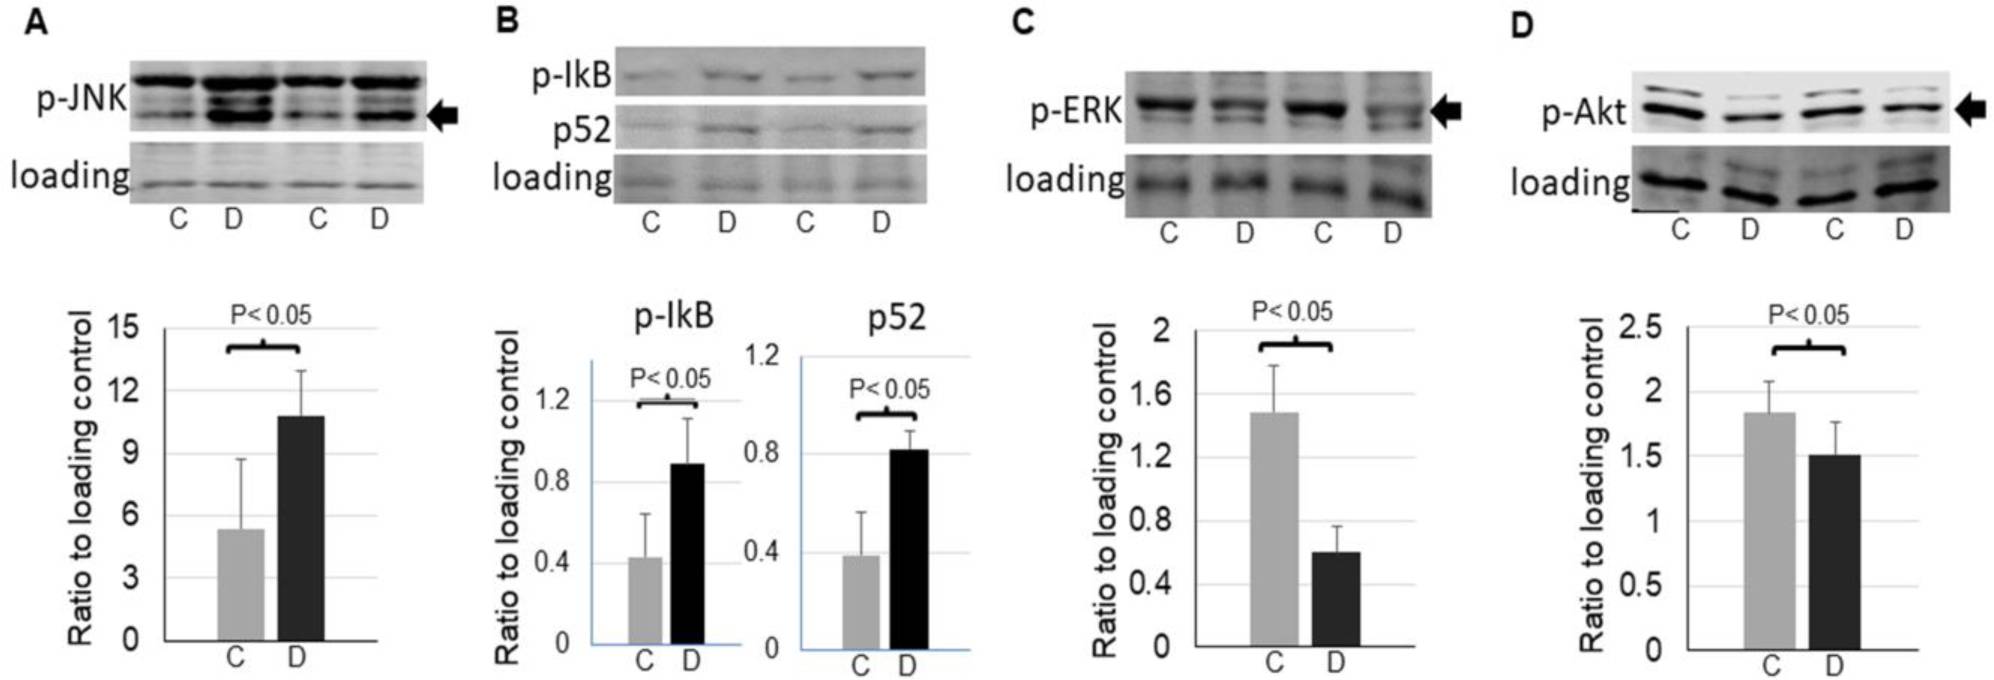 A
p-JNK
loading
C D C D
P< 0.05
Ratio to loading control
15
12
9
6
3
0
C D
B
p-IkB
p52
loading
C D C D
p-IkB
P< 0.05
Ratio to loading control
1.2
0.8
0.4
0
C D
p52
P< 0.05
1.2
0.8
0.4
0
C D
C
p-ERK
loading
C D C D
P< 0.05
Ratio to loading control
2
1.6
1.2
0.8
0.4
0
C D
D
p-Akt
loading
C D C D
P< 0.05
Ratio to loading control
2.5
2
1.5
1
0.5
0
C D